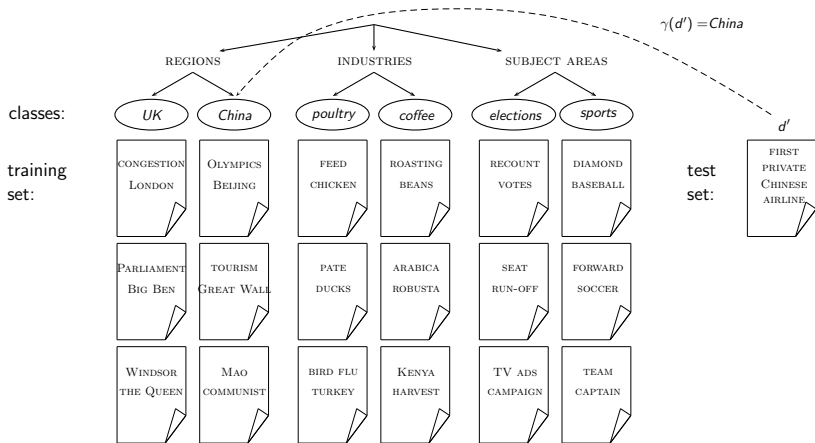 γ(d′) =China
REGIONS INDUSTRIES SUBJECT AREAS
classes: UK China poultry coffee elections sports
d′
training set:
CONGESTION
LONDON
OLYMPICS
BEIJING
FEED
CHICKEN
ROASTING
BEANS
RECOUNT
VOTES
DIAMOND
BASEBALL
test set:
FIRST
PRIVATE
CHINESE
AIRLINE
PARLIAMENT
BIG BEN
TOURISM
GREAT WALL
PATE
DUCKS
ARABICA
ROBUSTA
SEAT
RUN-OFF
FORWARD
SOCCER
WINDSOR
THE QUEEN
MAO
COMMUNIST
BIRD FLU
TURKEY
KENYA
HARVEST
TV ADS
CAMPAIGN
TEAM
CAPTAIN